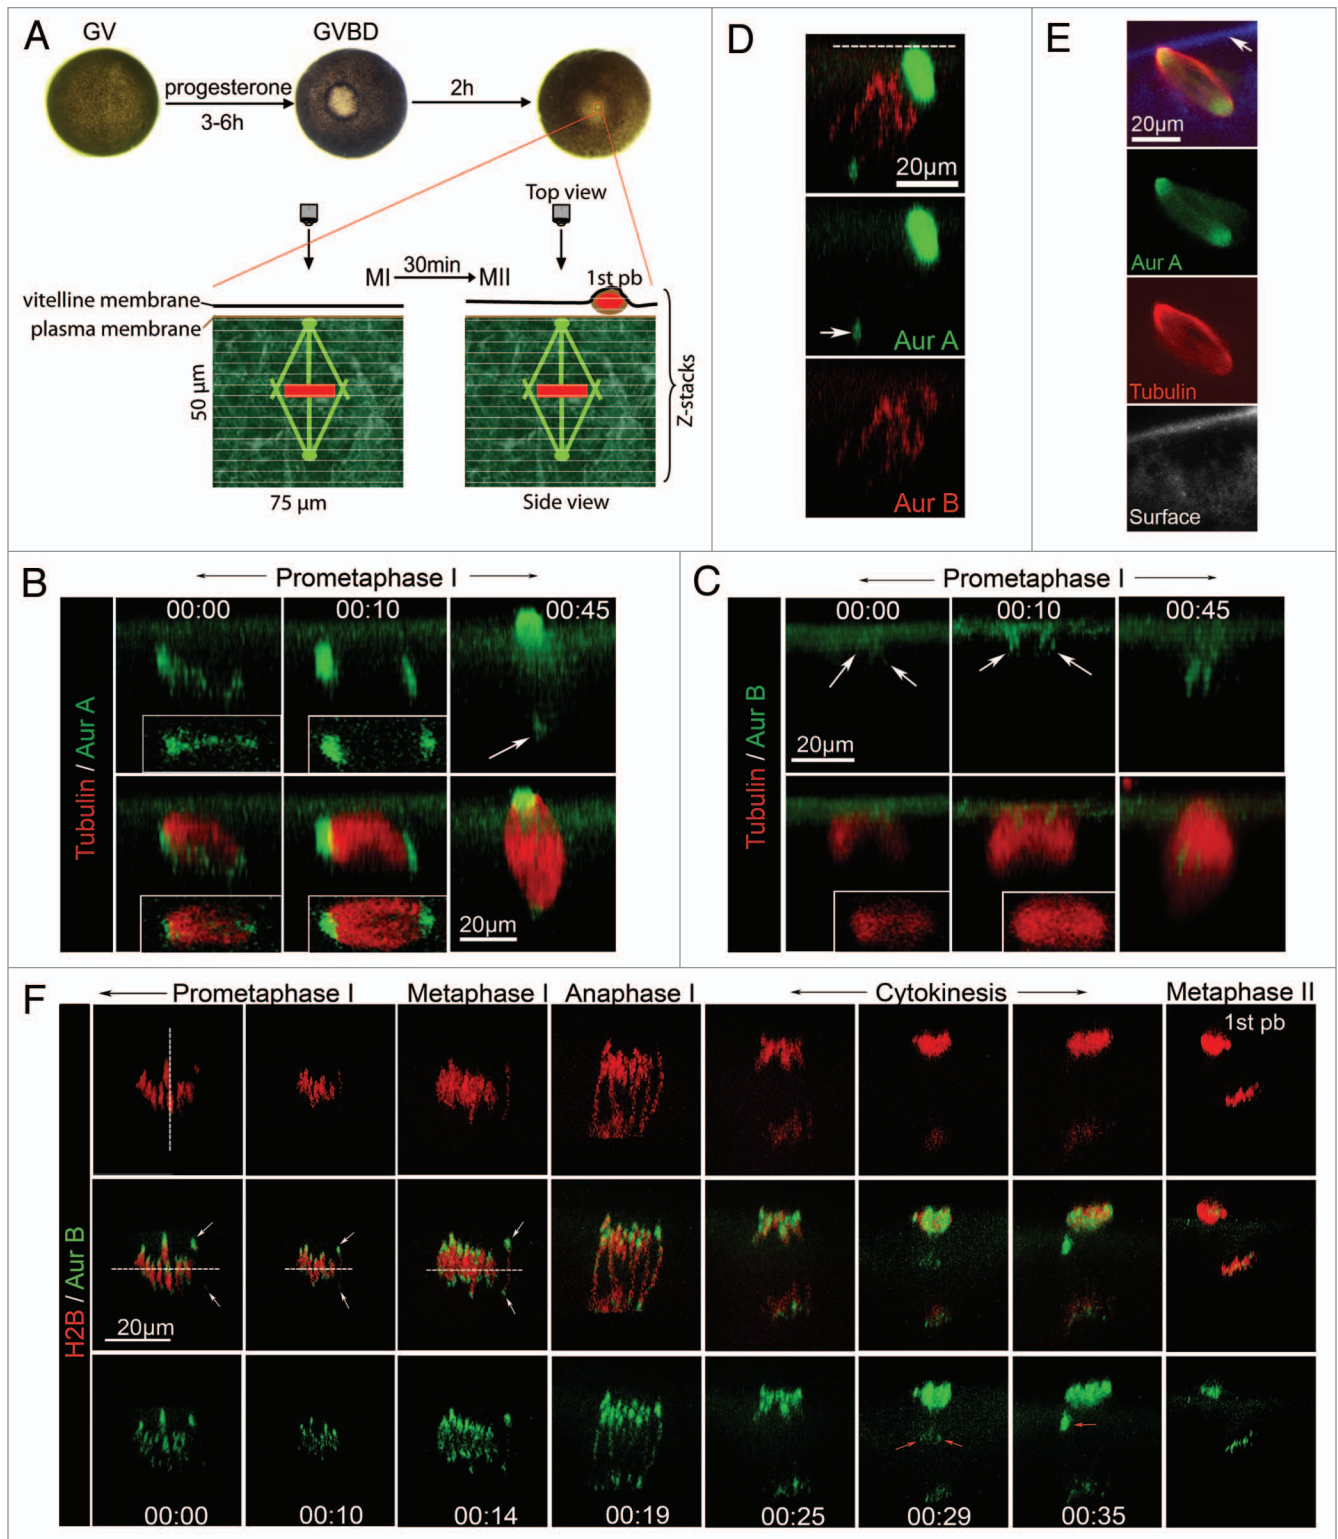 A
GV
GVBD
progesterone
3-6h
2h
Top view
MI
30min
MII
1st pb
vitelline membrane
plasma membrane
50 µm
Z-stacks
75 µm
Side view
D
20µm
Aur A
Aur B
E
20µm
Aur A
Tubulin
Surface
B
Prometaphase I
00:00
00:10
00:45
Tubulin / Aur A
20µm
C
Prometaphase I
00:00
00:10
00:45
Tubulin / Aur B
20µm
F
Prometaphase I
Metaphase I
Anaphase I
Cytokinesis
Metaphase II
1st pb
H2B / Aur B
20µm
00:00
00:10
00:14
00:19
00:25
00:29
00:35